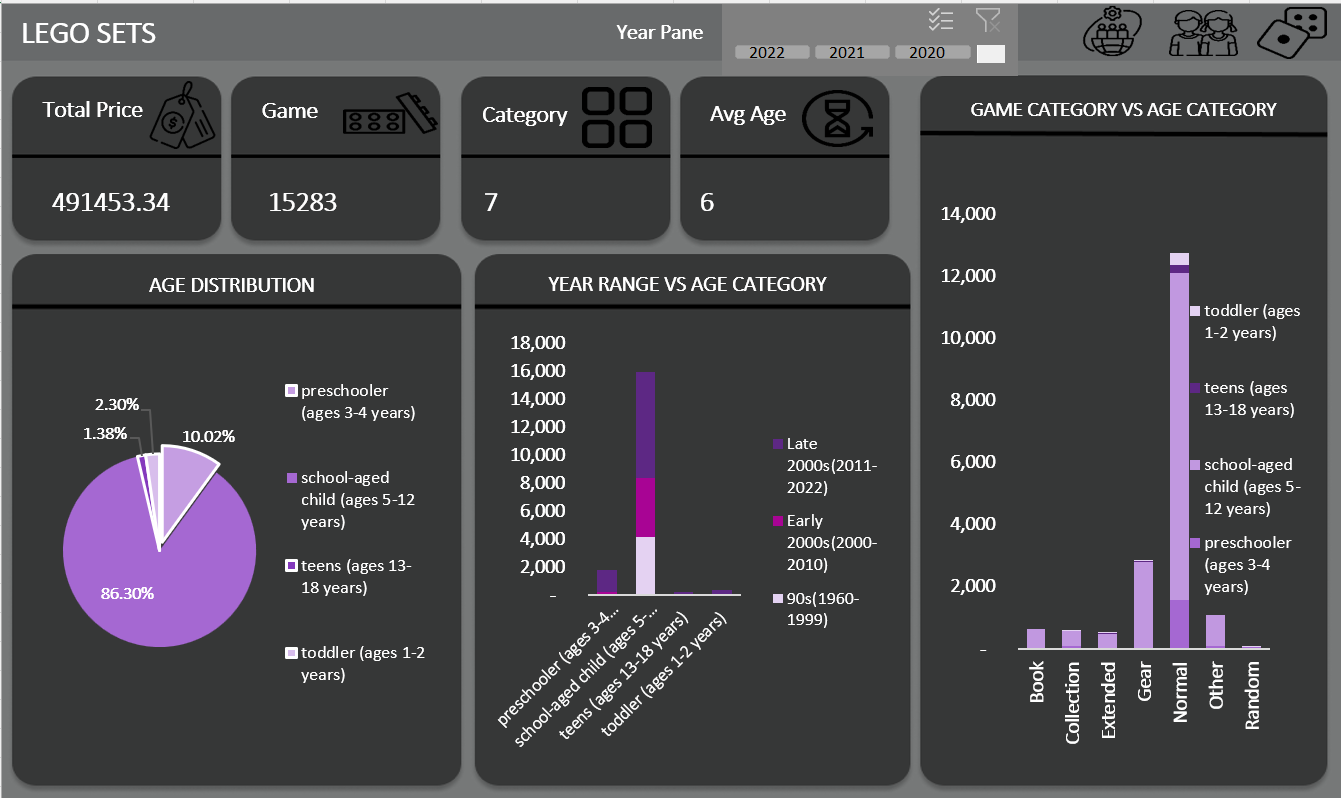 LEGO SETS
Year Pane
2022
2021
2020
Total Price
491453.34
Game
15283
Category
7
Avg Age
6
AGE DISTRIBUTION
2.30%
1.38%
10.02%
86.30%
preschooler
(ages 3-4 years)
school-aged
child (ages 5-12
years)
teens (ages 13-
18 years)
toddler (ages 1-2
years)
YEAR RANGE VS AGE CATEGORY
18,000
16,000
14,000
12,000
10,000
8,000
6,000
4,000
2,000
-
preschooler (ages 3-4...
school-aged child (ages 5-...
teens (ages 13-18 years)
toddler (ages 1-2 years)
Late
2000s(2011-
2022)
Early
2000s(2000-
2010)
90s(1960-
1999)
GAME CATEGORY VS AGE CATEGORY
14,000
12,000
10,000
8,000
6,000
4,000
2,000
-
Book
Collection
Extended
Gear
Normal
Other
Random
toddler (ages
1-2 years)
teens (ages
13-18 years)
school-aged
child (ages 5-
12 years)
preschooler
(ages 3-4
years)